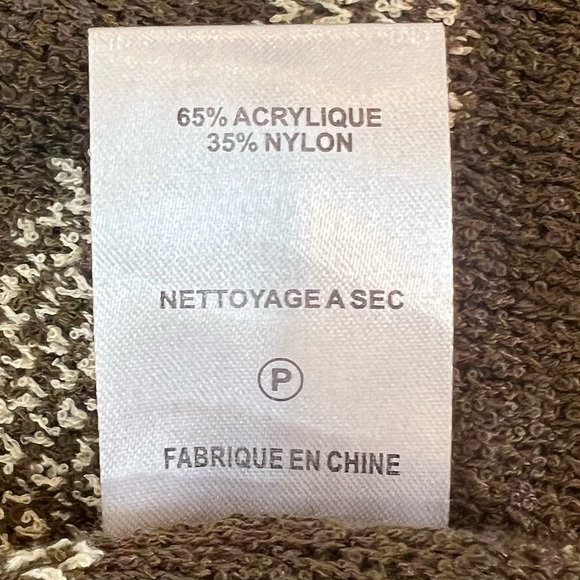 65% ACRYLIQUE
35% NYLON
NETTOYAGE A SEC
P
FABRIQUE EN CHINE